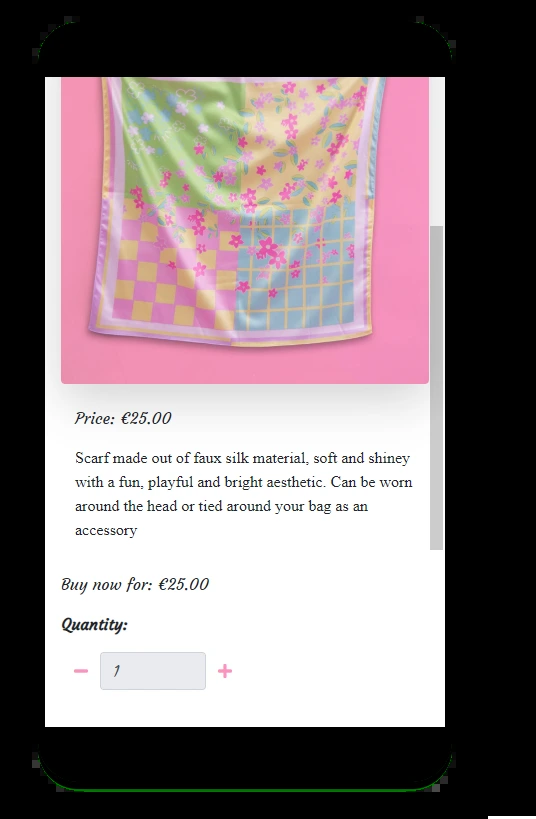 Price: €25.00
Scarf made out of faux silk material, soft and shiney
with a fun, playful and bright aesthetic. Can be worn
around the head or tied around your bag as an
accessory
Buy now for: €25.00
Quantity:
1